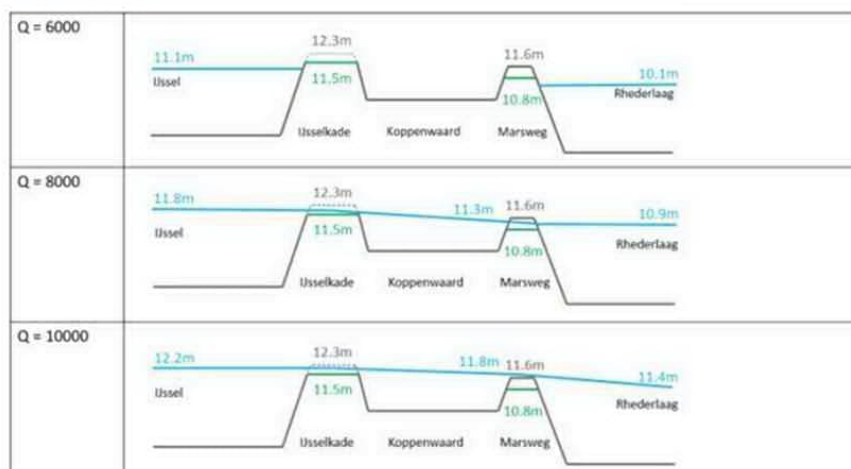 Q = 6000
12.3m
11.6m
11.1m
10.1m
IJssel
11.5m
10.8m
Rhederlaag
IJsselkade
Koppenwaard
Marsweg
Q = 8000
12.3m
11.8m
11.3m
11.6m
10.9m
IJssel
11.5m
10.8m
Rhederlaag
IJsselkade
Koppenwaard
Marsweg
Q = 10000
12.3m
12.2m
11.8m
11.6m
11.4m
IJssel
11.5m
10.8m
Rhederlaag
IJsselkade
Koppenwaard
Marsweg